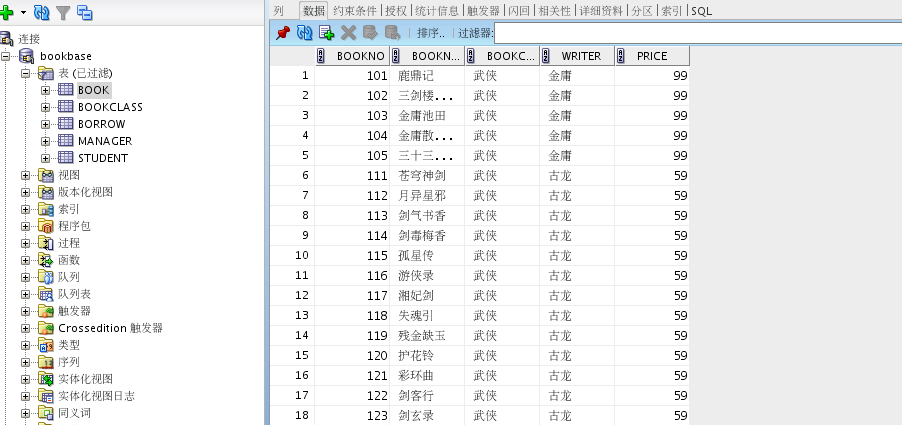 列 数据 约束条件 授权 统计信息 触发器 闪回 相关性 详细资料 分区 索引 SQL
排序.. 过滤器:
连接
bookbase
表 (已过滤)
BOOK
BOOKCLASS
BORROW
MANAGER
STUDENT
视图
版本化视图
索引
程序包
过程
函数
队列
队列表
触发器
Crossedition 触发器
类型
序列
实体化视图
实体化视图日志
同义词
BOOKNO BOOKN... BOOKC... WRITER PRICE
1 101 鹿鼎记 武侠 金庸 99
2 102 三剑楼... 武侠 金庸 99
3 103 金庸池田 武侠 金庸 99
4 104 金庸散... 武侠 金庸 99
5 105 三十三... 武侠 金庸 99
6 111 苍穹神剑 武侠 古龙 59
7 112 月异星邪 武侠 古龙 59
8 113 剑气书香 武侠 古龙 59
9 114 剑毒梅香 武侠 古龙 59
10 115 孤星传 武侠 古龙 59
11 116 游侠录 武侠 古龙 59
12 117 湘妃剑 武侠 古龙 59
13 118 失魂引 武侠 古龙 59
14 119 残金缺玉 武侠 古龙 59
15 120 护花铃 武侠 古龙 59
16 121 彩环曲 武侠 古龙 59
17 122 剑客行 武侠 古龙 59
18 123 剑玄录 武侠 古龙 59